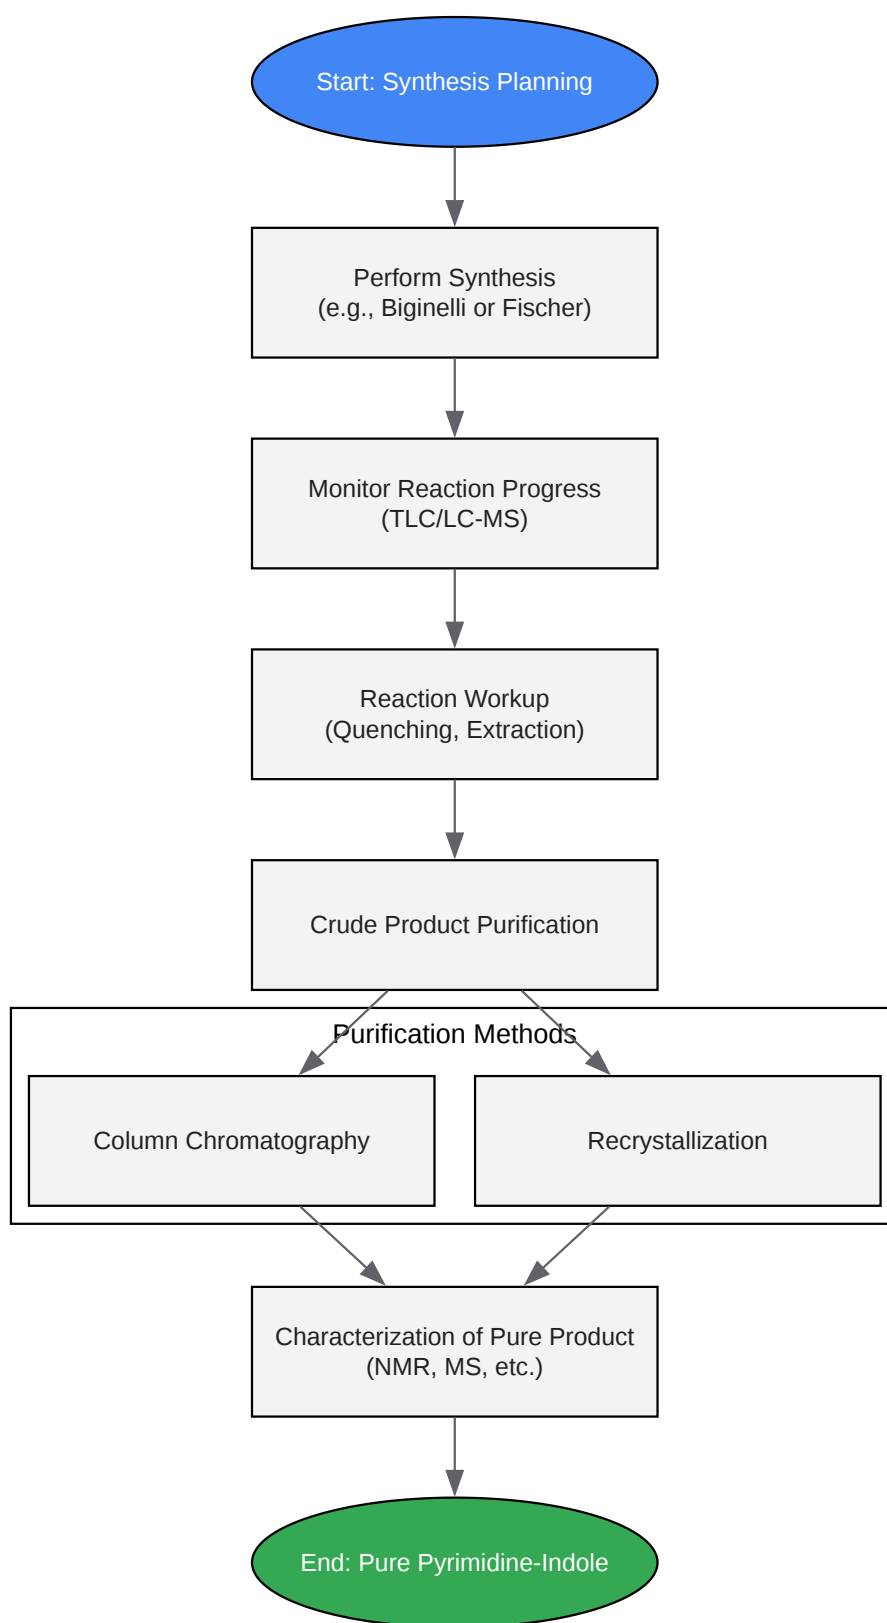 Start: Synthesis Planning
Perform Synthesis
(e.g., Biginelli or Fischer)
Monitor Reaction Progress
(TLC/LC-MS)
Reaction Workup
(Quenching, Extraction)
Crude Product Purification
Purification Methods
Column Chromatography
Recrystallization
Characterization of Pure Product
(NMR, MS, etc.)
End: Pure Pyrimidine-Indole